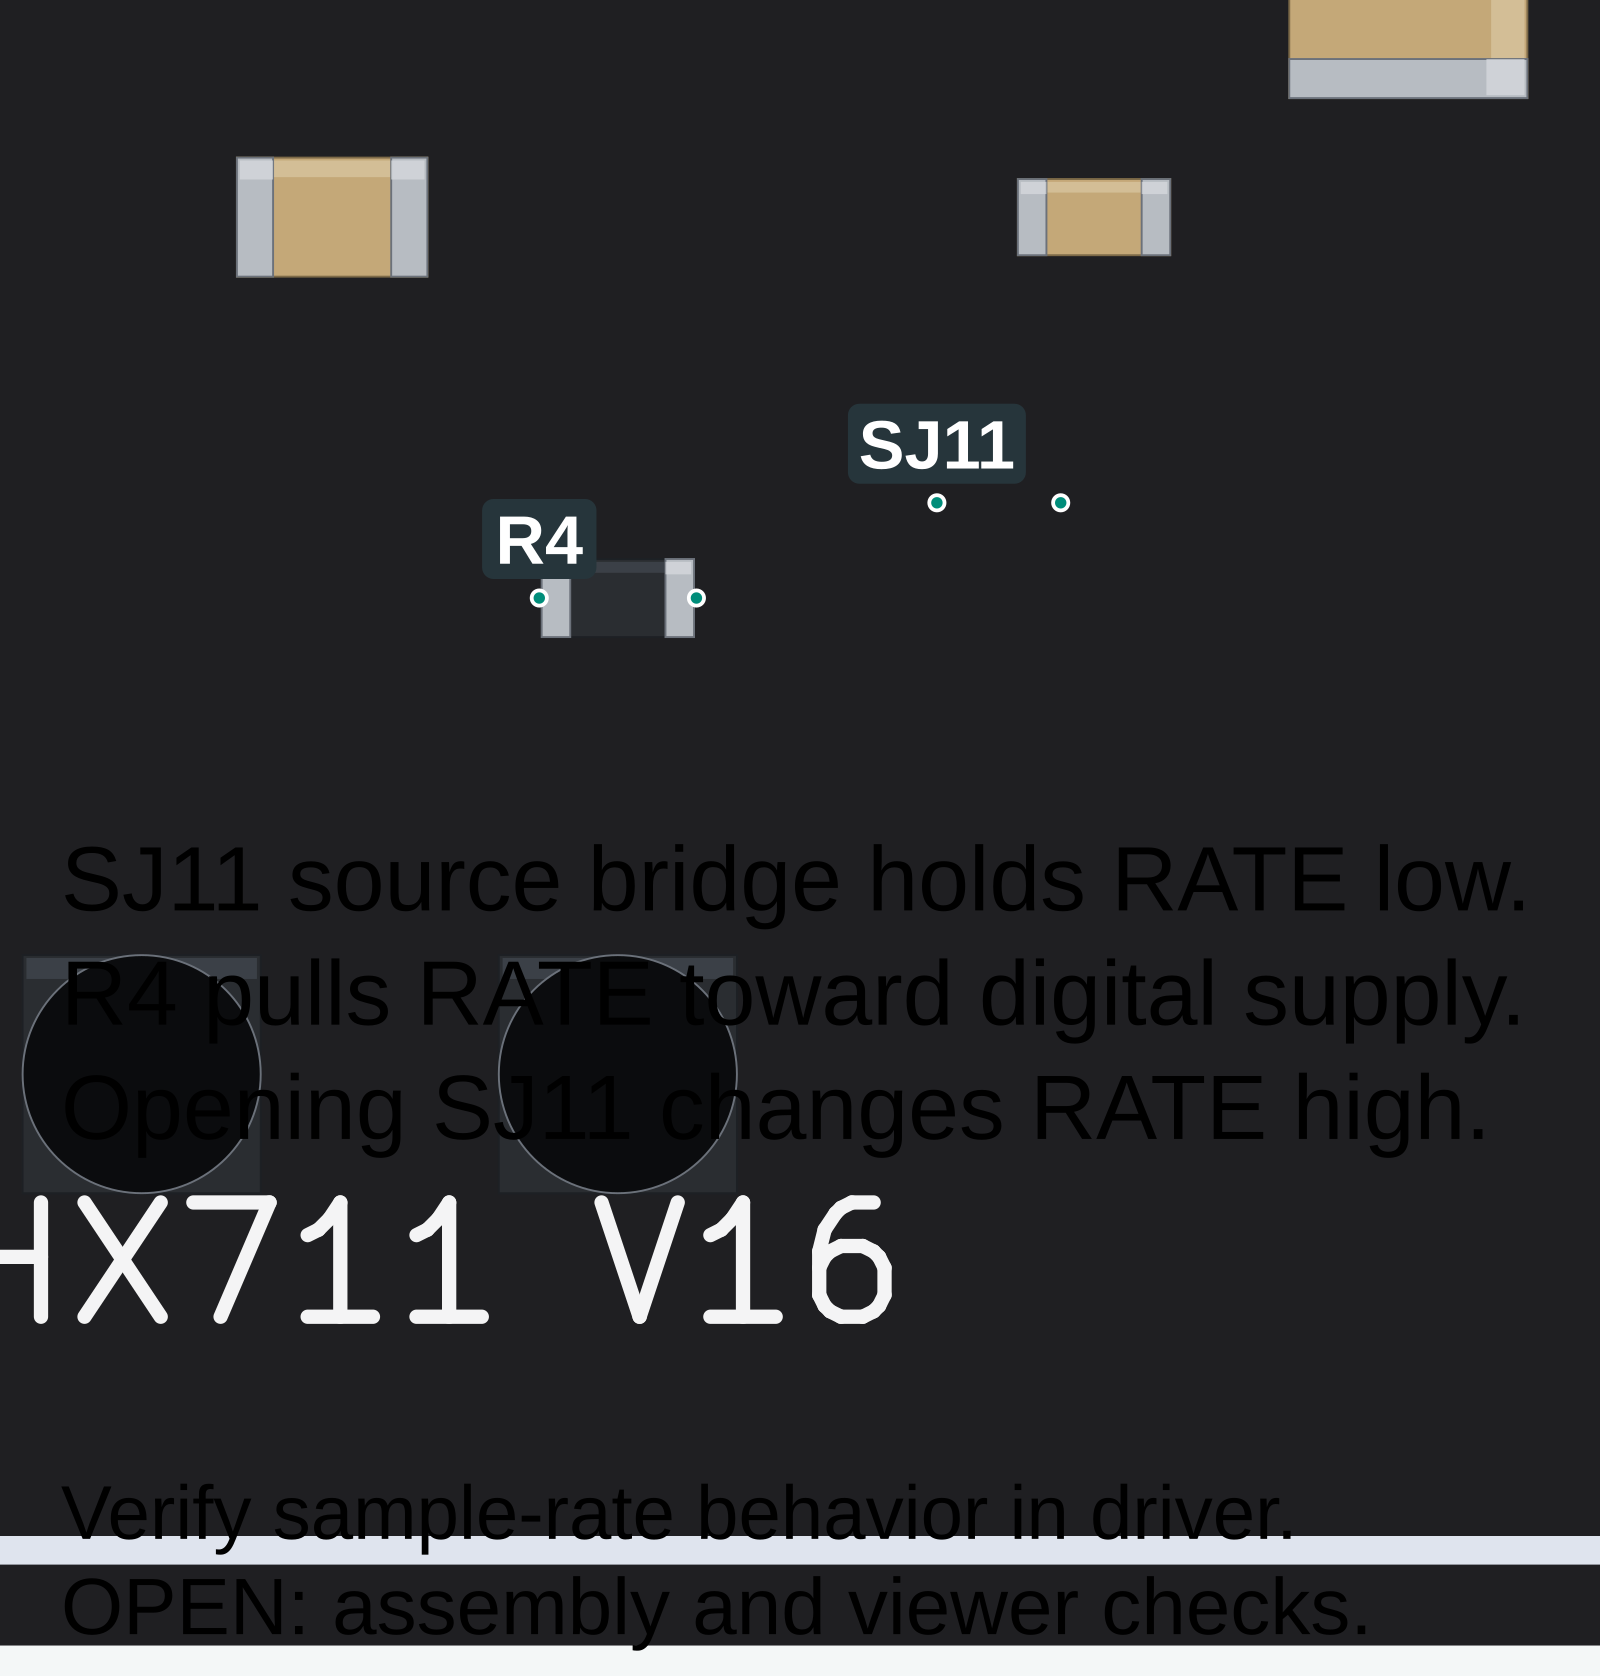 SJ11
R4
SJ11 source bridge holds RATE low.
R4 pulls RATE toward digital supply.
Opening SJ11 changes RATE high.
HX711 V16
Verify sample-rate behavior in driver.
OPEN: assembly and viewer checks.